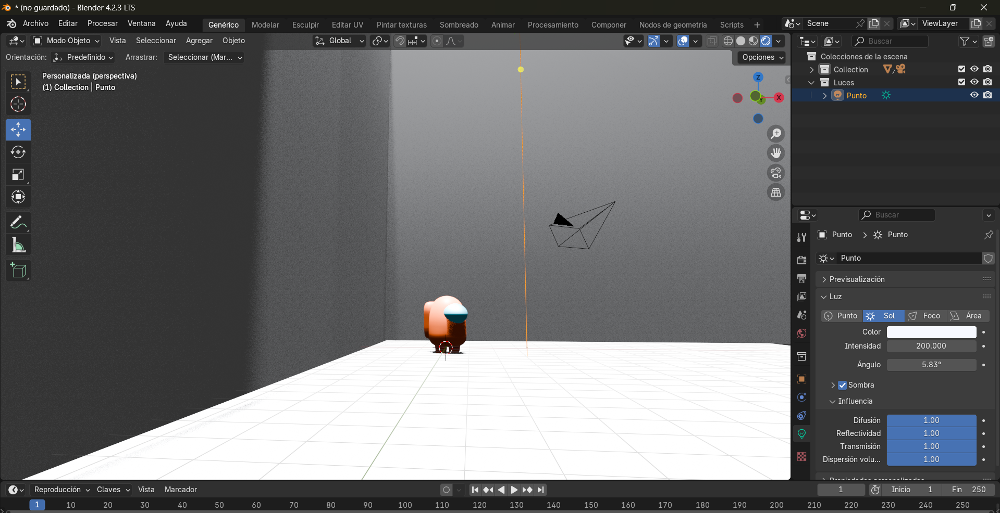 * (no guardado) - Blender 4.2.3 LTS
Archivo Editar Procesar Ventana Ayuda Genérico Modelar Esculpir Editar UV Pintar texturas Sombreado Animar Procesamiento Componer Nodos de geometría Scripts + Scene ViewLayer
Modo Objeto Vista Seleccionar Agregar Objeto Global Buscar
Orientación: Predefinido Arrastrar: Seleccionar (Mar... Opciones
Personalizada (perspectiva)
(1) Collection | Punto
Z
X
Y
Colecciones de la escena
Collection 7
Luces
Punto
Buscar
Punto > Punto
Punto
Previsualización
Luz
Punto Sol Foco Área
Color
Intensidad 200.000
Ángulo 5.83°
Sombra
Influencia
Difusión 1.00
Reflectividad 1.00
Transmisión 1.00
Dispersión volu... 1.00
Propiedades personalizadas
Reproducción Claves Vista Marcador 1 Inicio 1 Fin 250
1 10 20 30 40 50 60 70 80 90 100 110 120 130 140 150 160 170 180 190 200 210 220 230 240 250